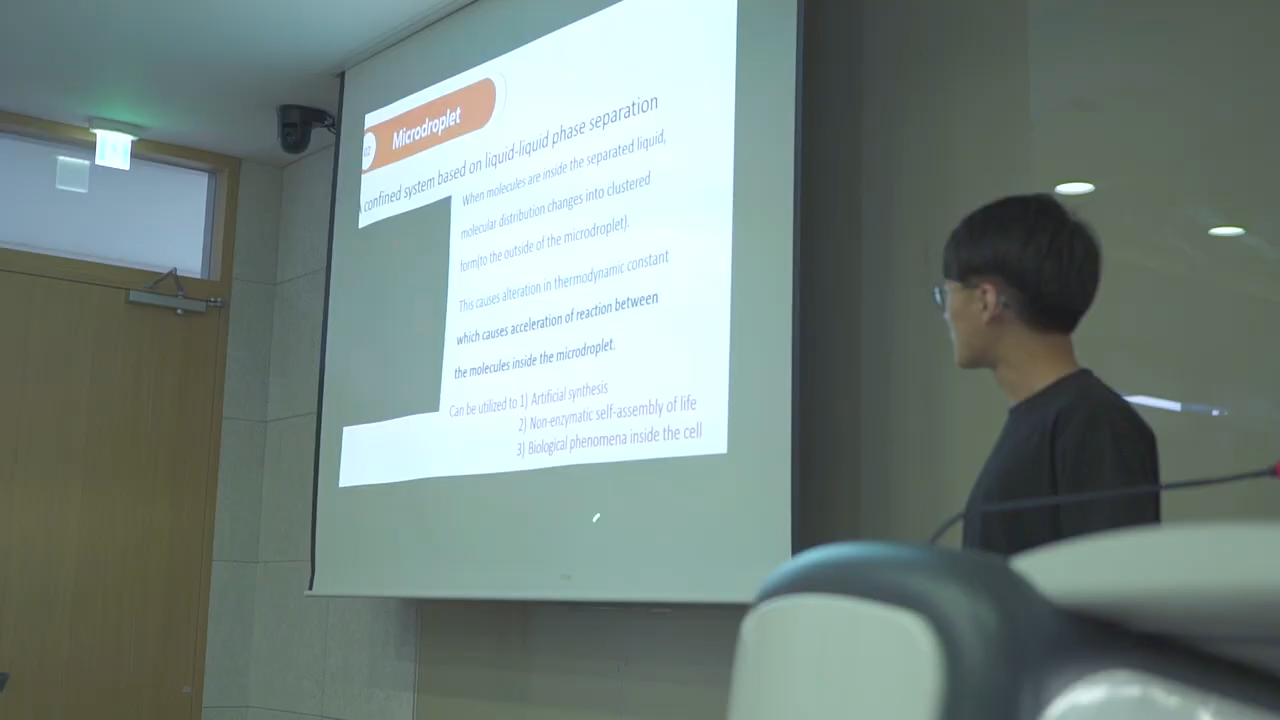 02 Microdroplet
A confined system based on liquid-liquid phase separation
When molecules are inside the separated liquid,
molecular distribution changes into clustered
form(to the outside of the microdroplet).
This causes alteration in thermodynamic constant
which causes acceleration of reaction between
the molecules inside the microdroplet.
Can be utilized to 1) Artificial synthesis
2) Non-enzymatic self-assembly of life
3) Biological phenomena inside the cell